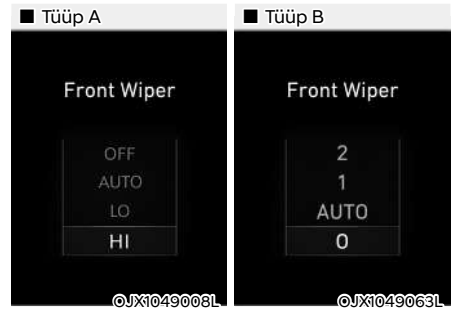 ■ Tüüp A
Front Wiper
OFF
AUTO
LO
HI
OJX1049008L
■ Tüüp B
Front Wiper
2
1
AUTO
0
OJX1049063L